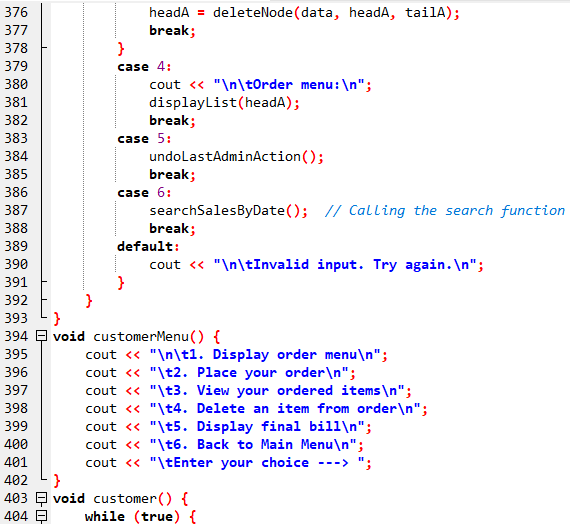 376 headA = deleteNode(data, headA, tailA);
377 break;
378 }
379 case 4:
380 cout << "\n\tOrder menu:\n";
381 displayList(headA);
382 break;
383 case 5:
384 undoLastAdminAction();
385 break;
386 case 6:
387 searchSalesByDate();  // Calling the search function
388 break;
389 default:
390 cout << "\n\tInvalid input. Try again.\n";
391 }
392 }
393 }
394 void customerMenu() {
395 cout << "\n\t1. Display order menu\n";
396 cout << "\t2. Place your order\n";
397 cout << "\t3. View your ordered items\n";
398 cout << "\t4. Delete an item from order\n";
399 cout << "\t5. Display final bill\n";
400 cout << "\t6. Back to Main Menu\n";
401 cout << "\tEnter your choice ---> ";
402 }
403 void customer() {
404 while (true) {